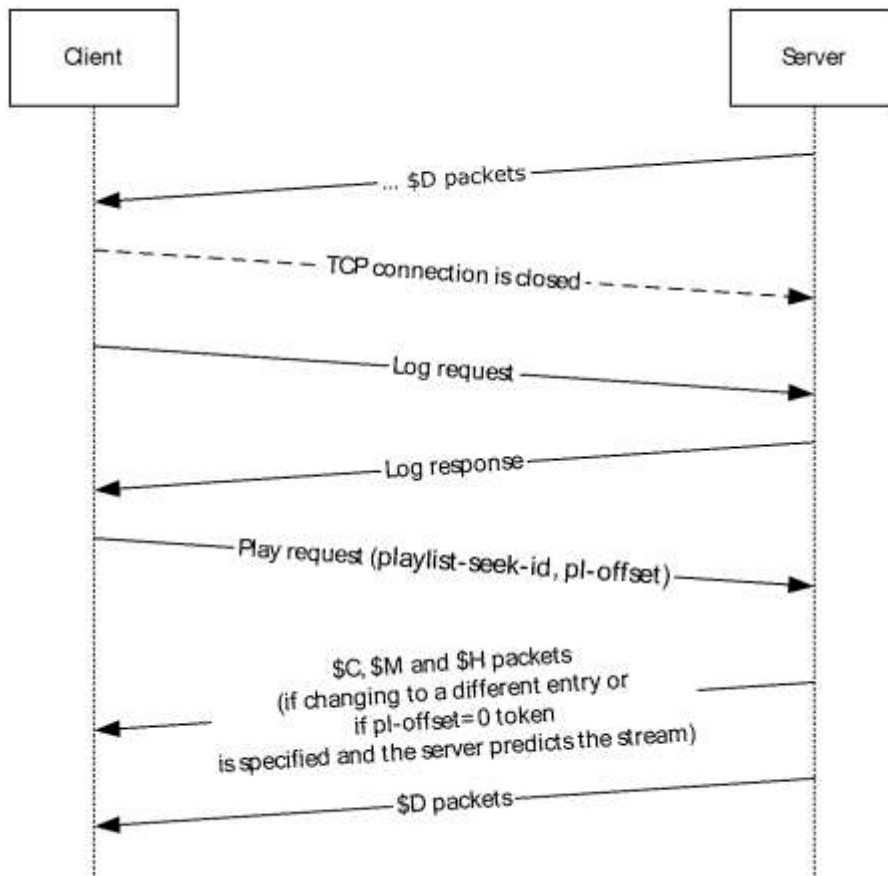 Client
Server
... $D packets
TCP connection is closed
Log request
Log response
Play request (playlist-seek-id, pl-offset)
$C, $M and $H packets
(if changing to a different entry or
if pl-offset=0 token
is specified and the server predicts the stream)
$D packets